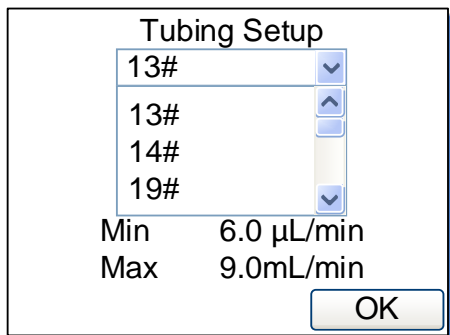 Tubing Setup
13#
13#
14#
19#
Min 6.0 µL/min
Max 9.0mL/min
OK